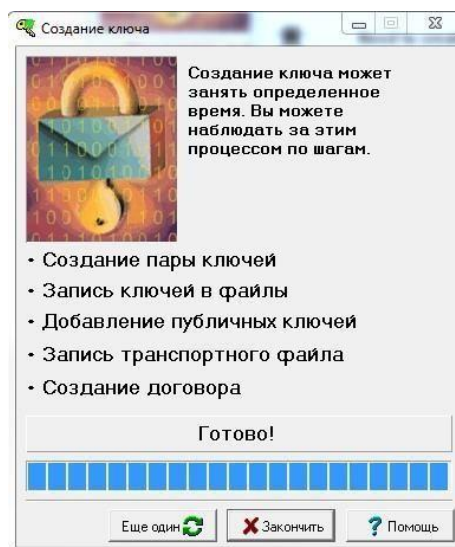 Создание ключа
Создание ключа может
занять определенное
время. Вы можете
наблюдать за этим
процессом по шагам.
• Создание пары ключей
• Запись ключей в файлы
• Добавление публичных ключей
• Запись транспортного файла
• Создание договора
Готово!
Еще один
Закончить
Помощь